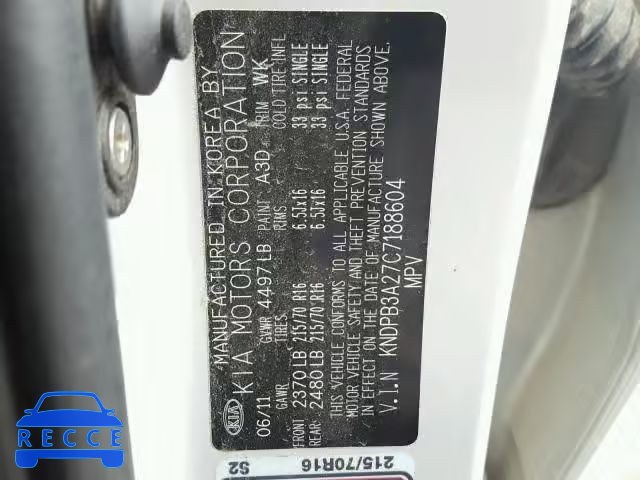 MANUFACTURED IN KOREA BY
KIA KIA MOTORS CORPORATION
06/11 GVWR 4497 LB PAINT A3D TRIM WK
GAWR TIRES RIMS COLD TIRE INFL
FRONT 2370 LB 215/70 R16 6.5Jx16 33 psi SINGLE
REAR: 2480 LB 215/70 R16 6.5Jx16 33 psi SINGLE
THIS VEHICLE CONFORMS TO ALL APPLICABLE U.S.A. FEDERAL
MOTOR VEHICLE SAFETY AND THEFT PREVENTION STANDARDS
IN EFFECT ON THE DATE OF MANUFACTURE SHOWN ABOVE.
V.I.N KNDPB3A27C7188604
MPV
S2 215/70R16
RECCE